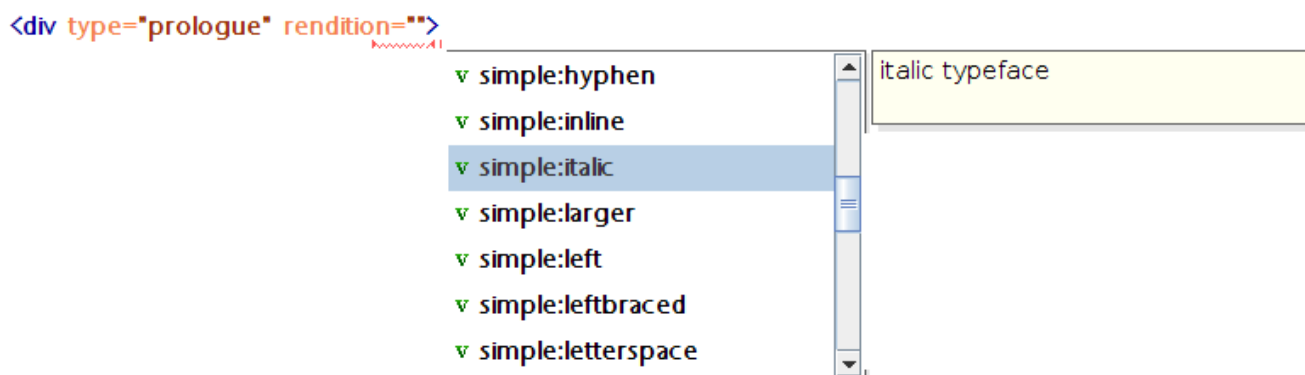 <div type="prologue" rendition="">
v simple:hyphen
italic typeface
v simple:inline
v simple:italic
v simple:larger
v simple:left
v simple:leftbraced
v simple:letterspace